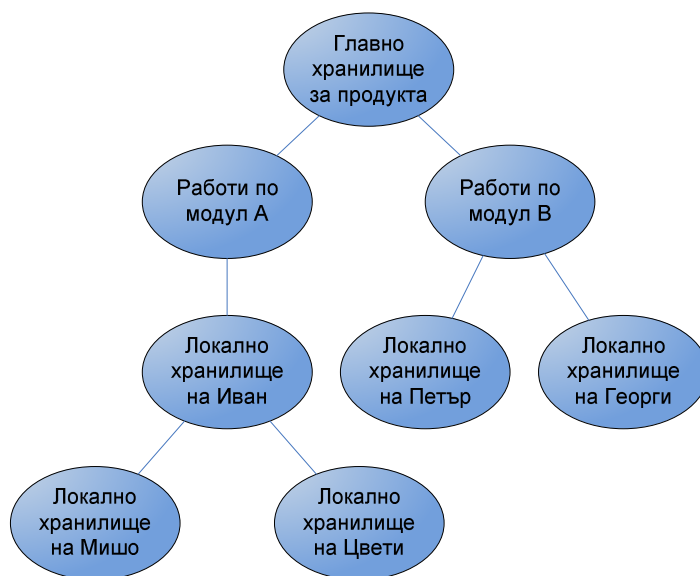 Главно
хранилище
за продукта
Работи по
модул А
Работи по
модул В
Локално
хранилище
на Иван
Локално
хранилище
на Петър
Локално
хранилище
на Георги
Локално
хранилище
на Мишо
Локално
хранилище
на Цвети